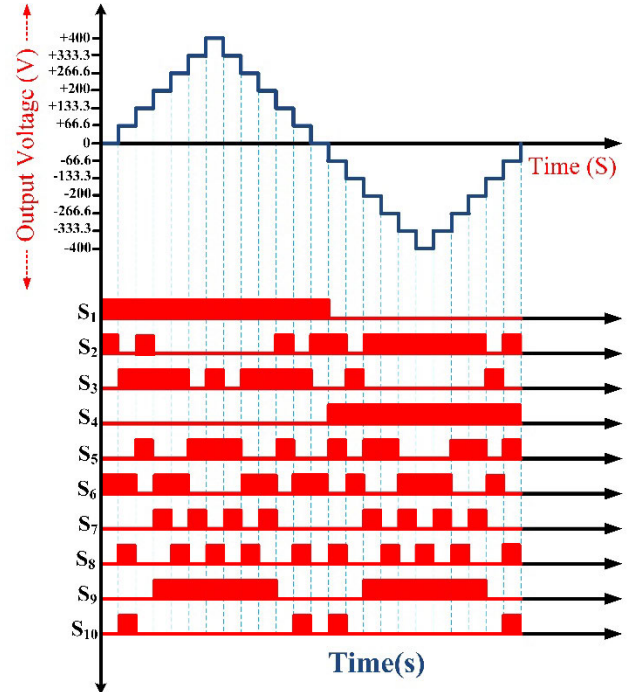 Output Voltage (V)
+400
+333.3
+266.6
+200
+133.3
+66.6
0
-66.6
-133.3
-200
-266.6
-333.3
-400
Time (S)
S1
S2
S3
S4
S5
S6
S7
S8
S9
S10
Time(s)